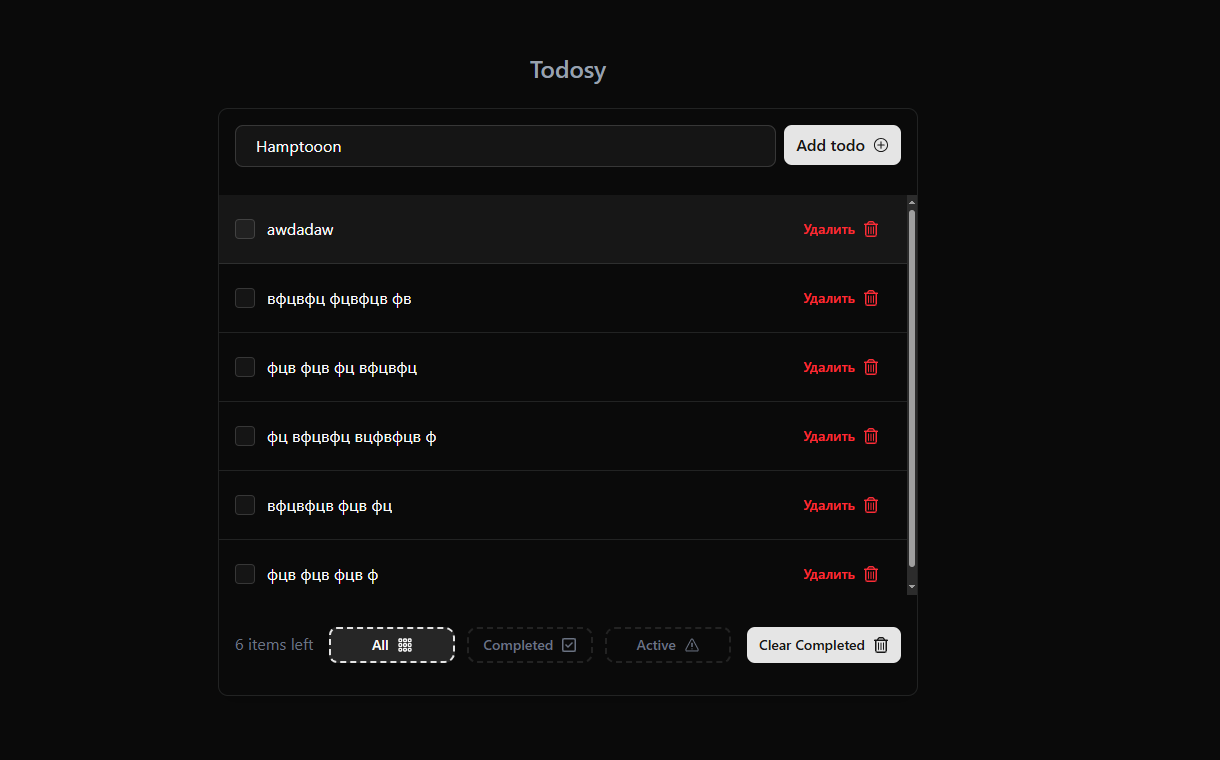 Todosy
Hamptooon
Add todo
awdadaw
Удалить
вфцвфц фцвфцв фв
Удалить
фцв фцв фц вфцвфц
Удалить
фц вфцвфц вцфвфцв ф
Удалить
вфцвфцв фцв фц
Удалить
фцв фцв фцв ф
Удалить
6 items left
All
Completed
Active
Clear Completed